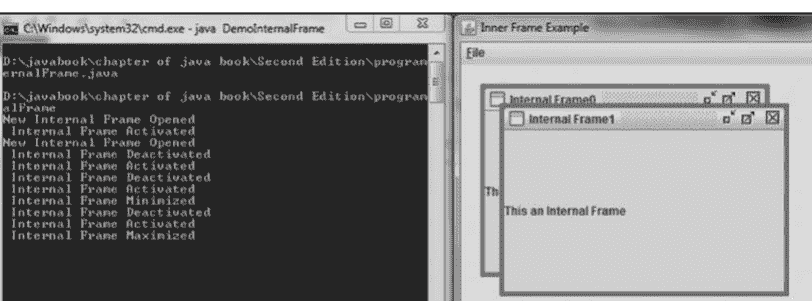 C:\Windows\system32\cmd.exe - java DemoInternalFrame
D:\javabook\chapter of java book\Second Edition\program
ernalFrame.java
D:\javabook\chapter of java book\Second Edition\program
alFrame
New Internal Frame Opened
Internal Frame Activated
New Internal Frame Opened
Internal Frame Deactivated
Internal Frame Activated
Internal Frame Deactivated
Internal Frame Activated
Internal Frame Minimized
Internal Frame Deactivated
Internal Frame Activated
Internal Frame Maximized
Inner Frame Example
File
Internal Frame0
Internal Frame1
Th
This an Internal Frame